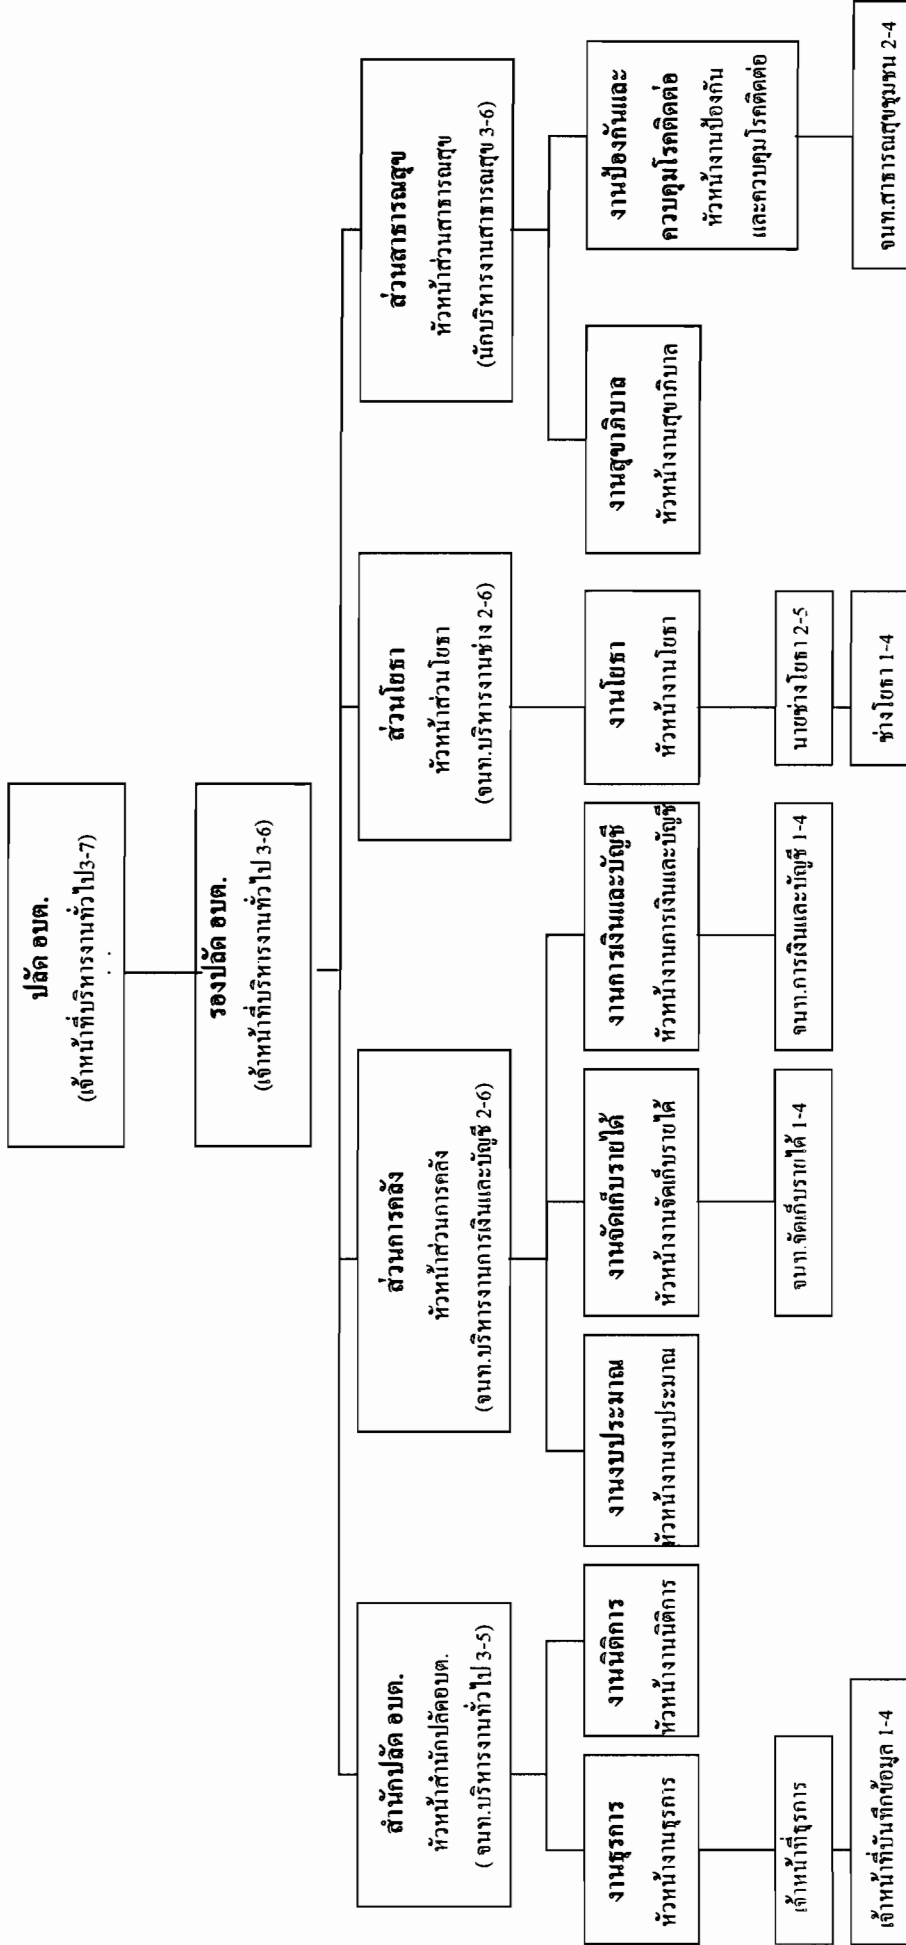 ปลัด อบต.
(เจ้าหน้าที่บริหารงานทั่วไป3-7)
รองปลัด อบต.
(เจ้าหน้าที่บริหารงานทั่วไป 3-6)
สำนักปลัด อบต.
หัวหน้าสำนักปลัดอบต.
( จนท.บริหารงานทั่วไป 3-5)
ส่วนการคลัง
หัวหน้าส่วนการคลัง
(จนท.บริหารงานการเงินและบัญชี 2-6)
ส่วนโยธา
หัวหน้าส่วนโยธา
(จนท.บริหารงานช่าง 2-6)
ส่วนสาธารณสุข
หัวหน้าส่วนสาธารณสุข
(นักบริหารงานสาธารณสุข 3-6)
งานธุรการ
หัวหน้างานธุรการ
งานนิติการ
หัวหน้างานนิติการ
งานงบประมาณ
หัวหน้างานงบประมาณ
งานจัดเก็บรายได้
หัวหน้างานจัดเก็บรายได้
งานการเงินและบัญชี
หัวหน้างานการเงินและบัญชี
งานโยธา
หัวหน้างานโยธา
งานสุขาภิบาล
หัวหน้างานสุขาภิบาล
งานป้องกันและ
ควบคุมโรคติดต่อ
หัวหน้างานป้องกัน
และควบคุมโรคติดต่อ
เจ้าหน้าที่ธุรการ
จนท.จัดเก็บรายได้ 1-4
จนท.การเงินและบัญชี 1-4
นายช่างโยธา 2-5
เจ้าหน้าที่บันทึกข้อมูล 1-4
ช่างโยธา 1-4
จนท.สาธารณสุขชุมชน 2-4